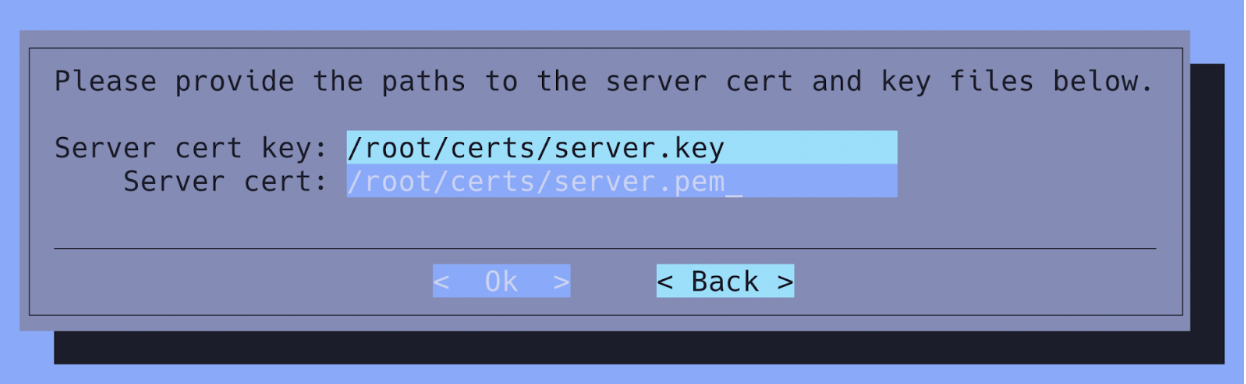 Please provide the paths to the server cert and key files below.
Server cert key: /root/certs/server.key
Server cert: /root/certs/server.pem_
<  Ok  > < Back >